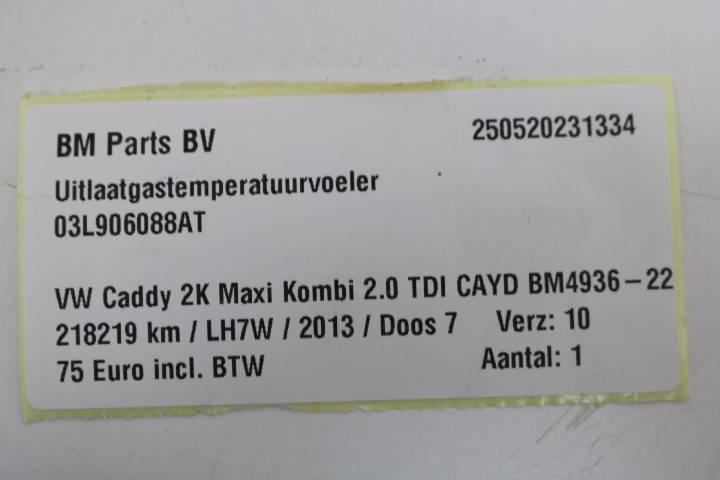 BM Parts BV 250520231334
Uitlaatgastemperatuurvoeler
03L906088AT
VW Caddy 2K Maxi Kombi 2.0 TDI CAYD BM4936-22
218219 km / LH7W / 2013 / Doos 7 Verz: 10
75 Euro incl. BTW Aantal: 1